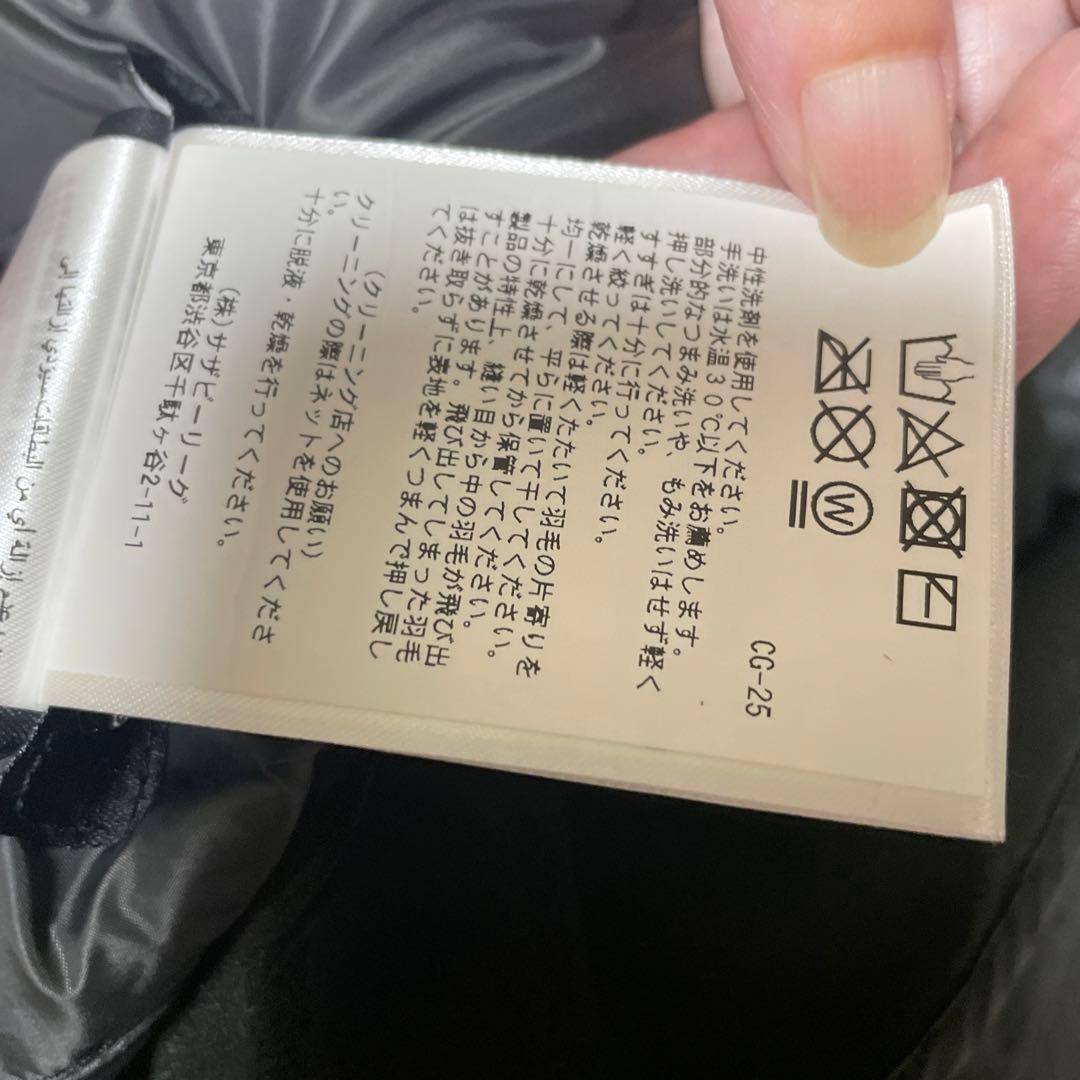 CG-25
中性洗剤を使用してください。
手洗いは水温30℃以下をお薦めします。
部分的なつまみ洗いや、もみ洗いはせず軽く
押し洗いしてください。
すすぎは十分に行ってください。
軽く絞ってください。
乾燥させる際は軽くたたいて羽毛の片寄りを
均一にして、平らに置いて干してください。
十分に乾燥させてから保管してください。
製品の特性上、縫い目から中の羽毛が飛び出
すことがあります。飛び出してしまった羽毛
は抜き取らずに表地を軽くつまんで押し戻し
てください。
(クリーニング店へのお願い)
クリーニングの際はネットを使用してくださ
い。
十分に脱液・乾燥を行ってください。
(株)サザビーリーグ
東京都渋谷区千駄ヶ谷2-11-1